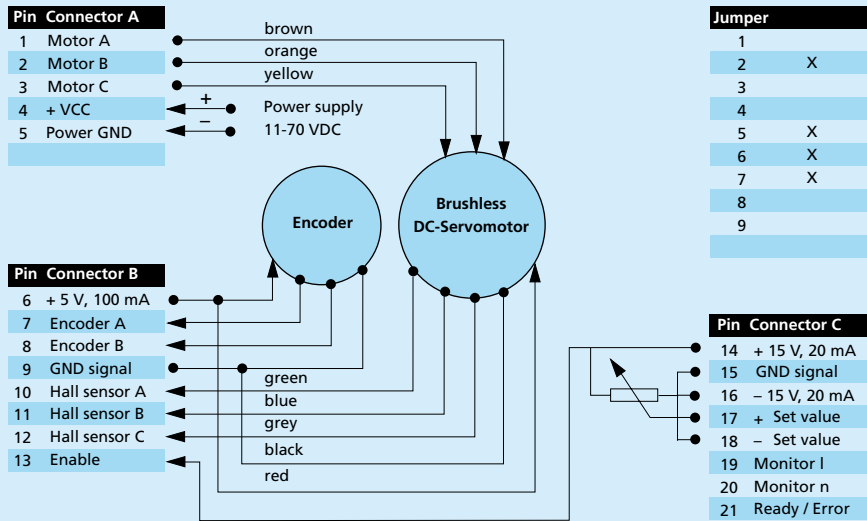 Pin Connector A
1 Motor A
2 Motor B
3 Motor C
4 + VCC
5 Power GND
brown
orange
yellow
+ Power supply
– 11-70 VDC
Jumper
1
2 X
3
4
5 X
6 X
7 X
8
9
Encoder
Brushless
DC-Servomotor
Pin Connector B
6 + 5 V, 100 mA
7 Encoder A
8 Encoder B
9 GND signal
10 Hall sensor A
11 Hall sensor B
12 Hall sensor C
13 Enable
green
blue
grey
black
red
Pin Connector C
14 + 15 V, 20 mA
15 GND signal
16 – 15 V, 20 mA
17 + Set value
18 – Set value
19 Monitor I
20 Monitor n
21 Ready / Error